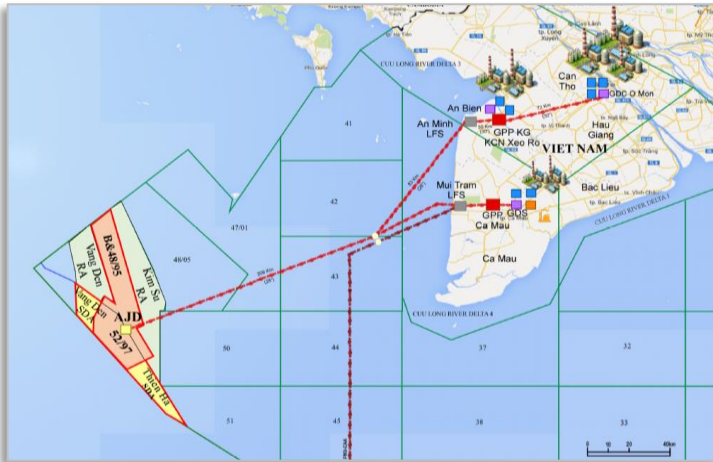 CUU LONG RIVER DELTA 3
Can
Tho
GDC O Mon
An Bien
An Minh
LFS
GPP KG
KCN Xeo Ro
Hau
Giang
VIET NAM
41
Mui Tram
LFS
Bac Lieu
GPP
GDS
Ca Mau
CUU LONG RIVER DELTA 1
42
47/01
48/05
B&48/95
Vang Den
RA
Kim Su
RA
Vang Den
SDA
AJD
52/97
Thien Ha
SDA
43
Ca Mau
CUU LONG RIVER DELTA 4
50
44
37
32
51
45
38
33
0
10
20
40km